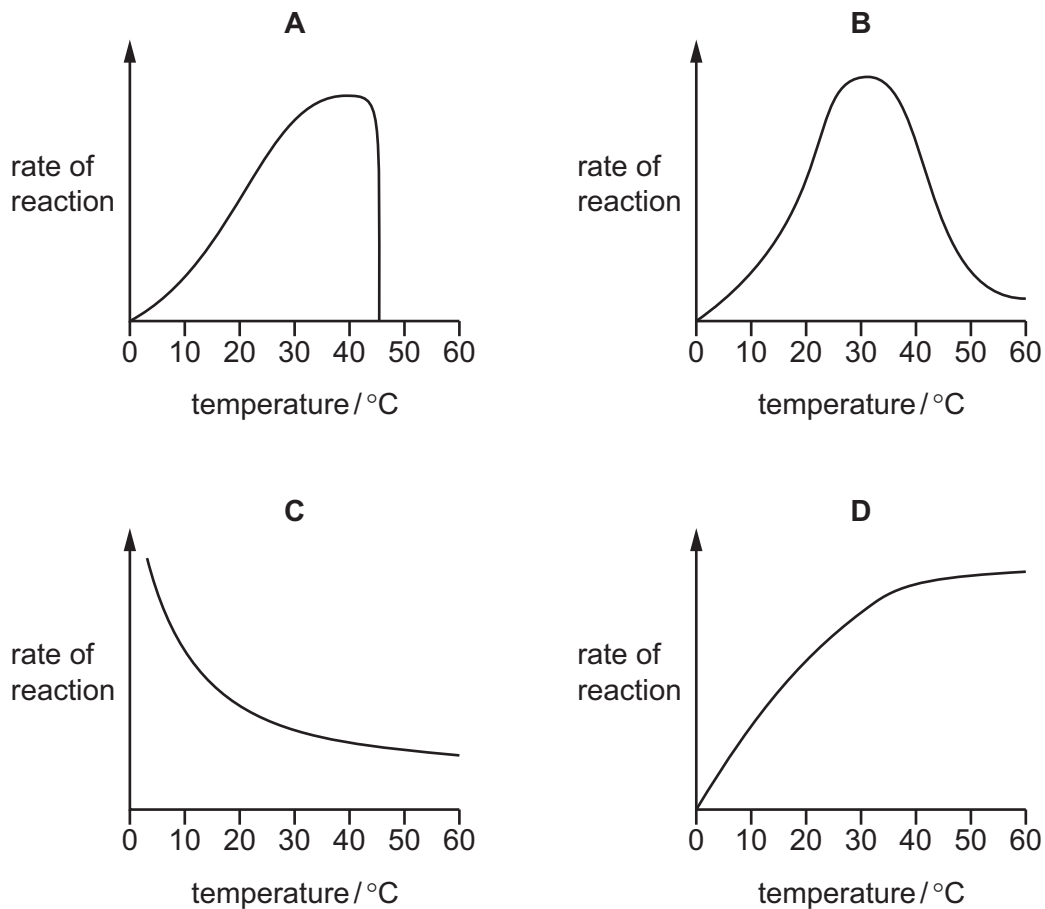 A
rate of
reaction
0 10 20 30 40 50 60
temperature / °C
B
rate of
reaction
0 10 20 30 40 50 60
temperature / °C
C
rate of
reaction
0 10 20 30 40 50 60
temperature / °C
D
rate of
reaction
0 10 20 30 40 50 60
temperature / °C